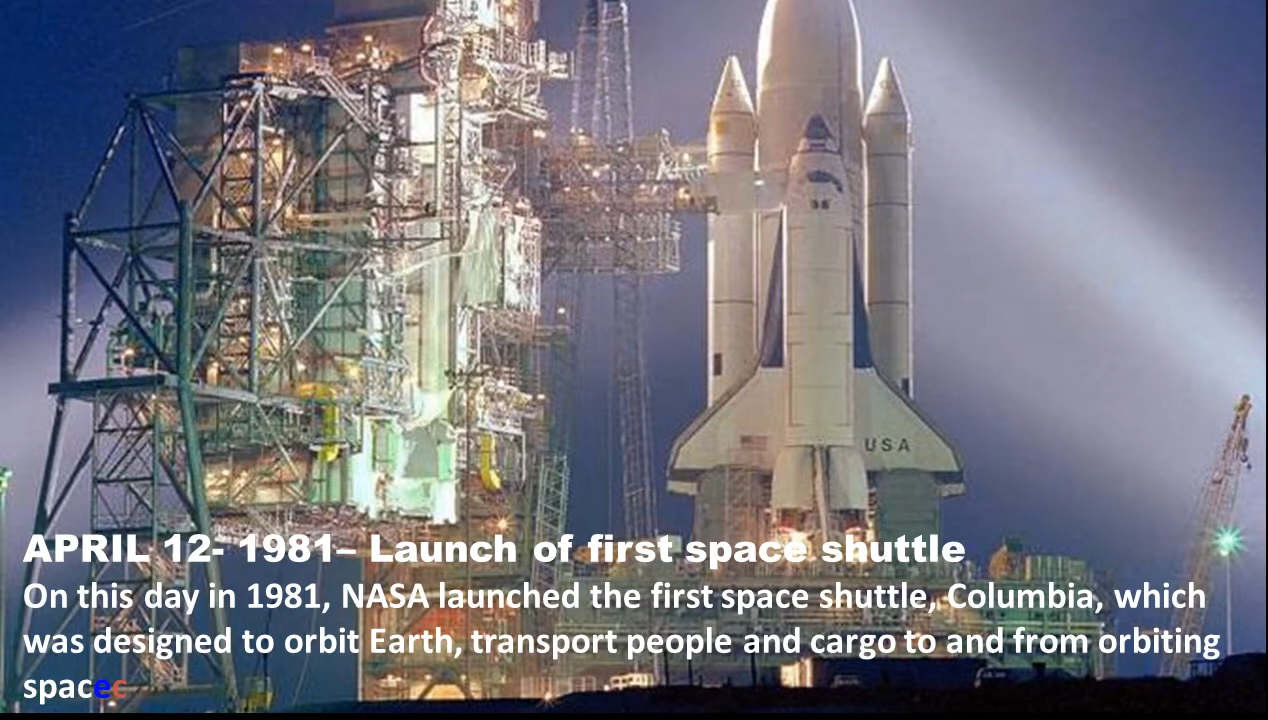 USA
APRIL 12- 1981– Launch of first space shuttle
On this day in 1981, NASA launched the first space shuttle, Columbia, which
was designed to orbit Earth, transport people and cargo to and from orbiting
spacec